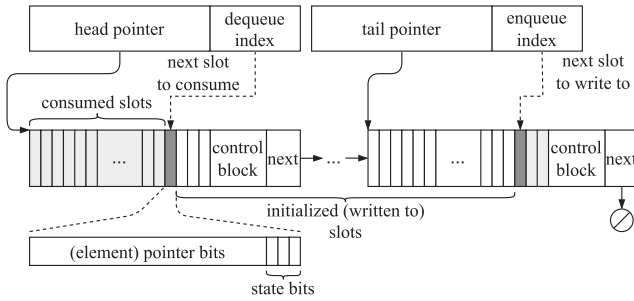 head pointer
dequeue
index
tail pointer
enqueue
index
next slot
to consume
next slot
to write to
consumed slots
...
control
block
next
...
...
control
block
next
initialized (written to)
slots
(element) pointer bits
state bits